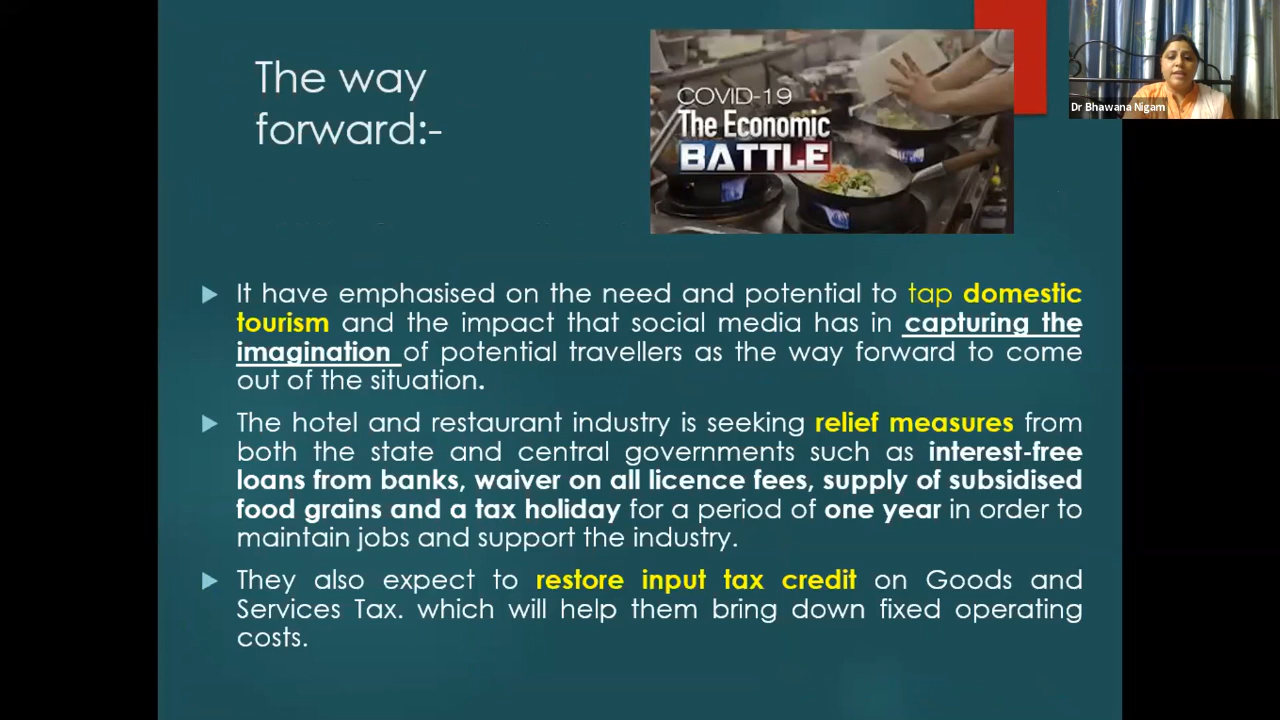 The way
forward:-
COVID-19
The Economic
BATTLE
Dr Bhawana Nigam
It have emphasised on the need and potential to tap domestic
tourism and the impact that social media has in capturing the
imagination of potential travellers as the way forward to come
out of the situation.
The hotel and restaurant industry is seeking relief measures from
both the state and central governments such as interest-free
loans from banks, waiver on all licence fees, supply of subsidised
food grains and a tax holiday for a period of one year in order to
maintain jobs and support the industry.
They also expect to restore input tax credit on Goods and
Services Tax. which will help them bring down fixed operating
costs.